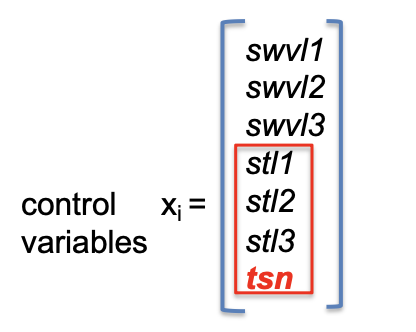 swvl1
swvl2
swvl3
stl1
stl2
stl3
tsn
control variables
xᵢ =